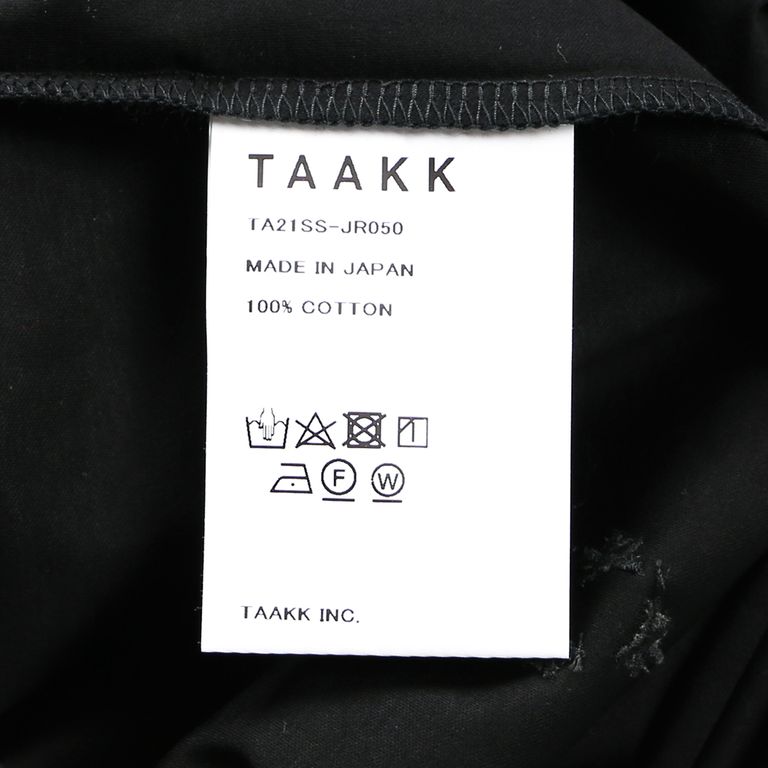 TAAKK
TA21SS-JR050
MADE IN JAPAN
100% COTTON
F W
TAAKK INC.